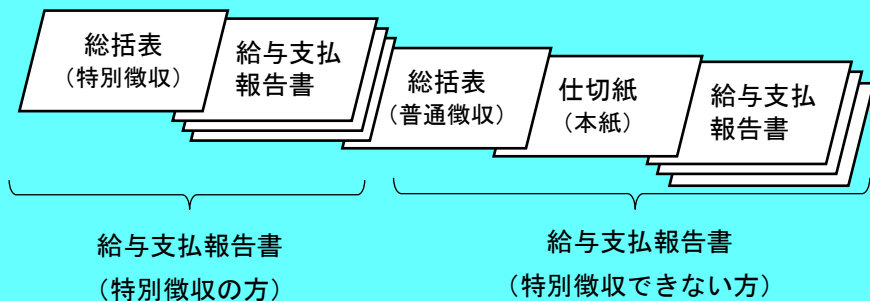 総括表
（特別徴収）
給与支払
報告書
総括表
（普通徴収）
仕切紙
（本紙）
給与支払
報告書
給与支払報告書
（特別徴収の方）
給与支払報告書
（特別徴収できない方）